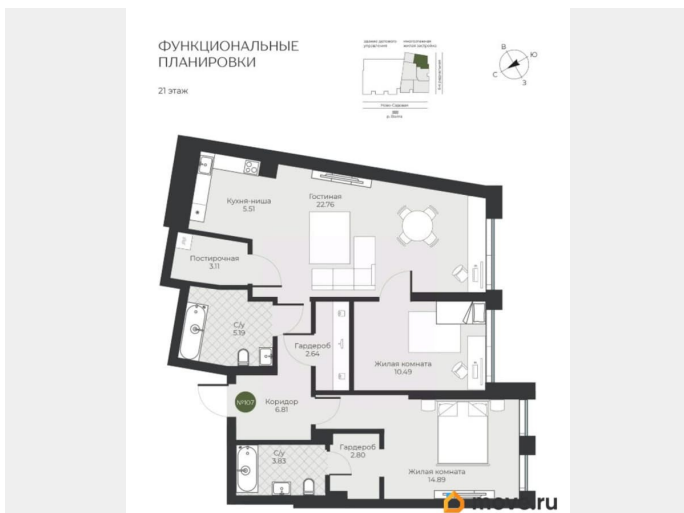 ФУНКЦИОНАЛЬНЫЕ
ПЛАНИРОВКИ
21 этаж
В
Ю
С
З
р. Волга
Кухня-ниша
5.51
Гостиная
22.76
Постирочная
3.11
С/у
5.19
Гардероб
2.64
Жилая комната
10.49
№107
Коридор
6.81
С/у
3.83
Гардероб
2.80
Жилая комната
14.89
move.ru